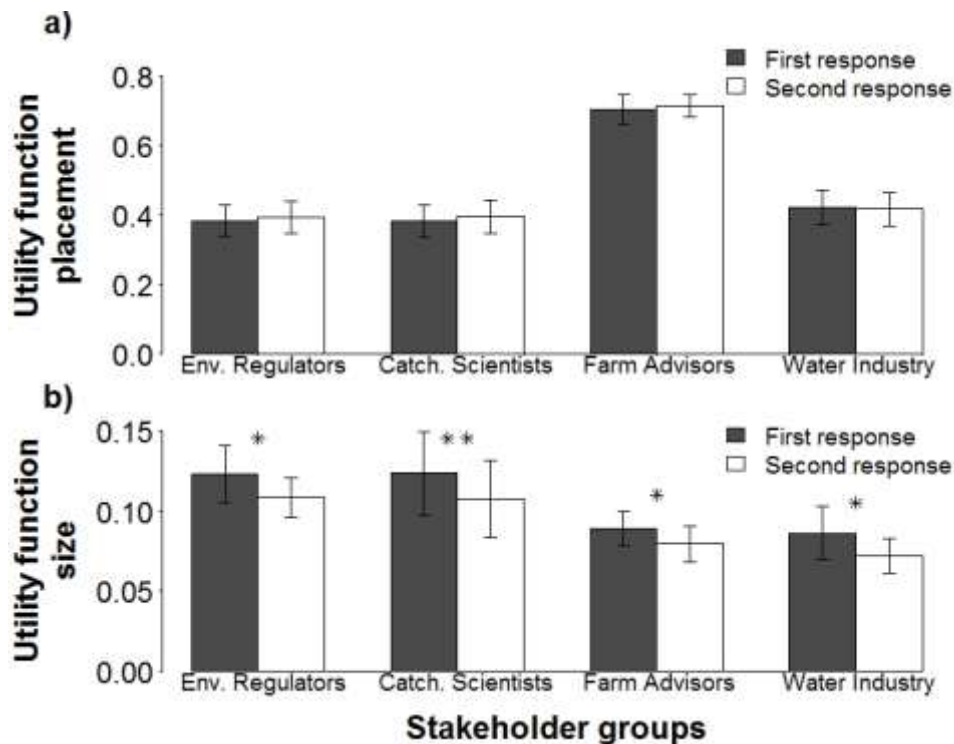 a)
First response
Second response
Utility function
placement
0.8
0.6
0.4
0.2
0.0
Env. Regulators Catch. Scientists Farm Advisors Water Industry
b)
First response
Second response
Utility function
size
0.15
0.10
0.05
0.00
* ** * *
Env. Regulators Catch. Scientists Farm Advisors Water Industry
Stakeholder groups